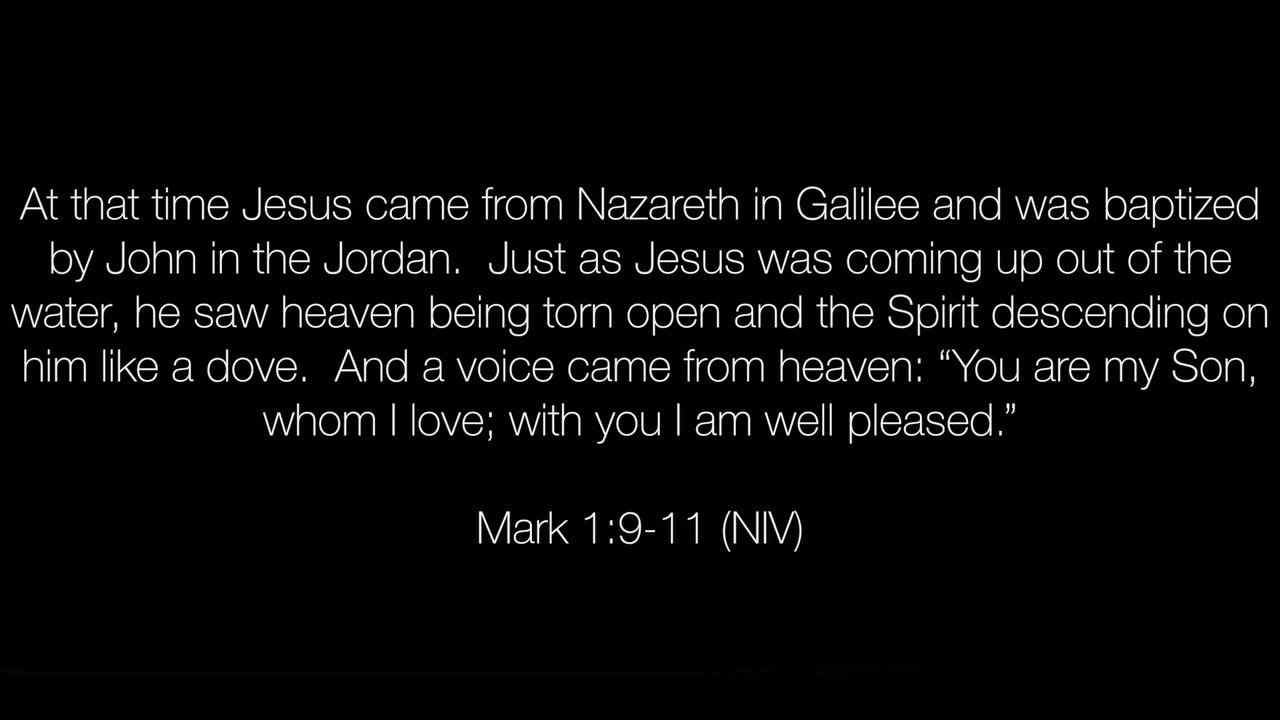 At that time Jesus came from Nazareth in Galilee and was baptized
by John in the Jordan.  Just as Jesus was coming up out of the
water, he saw heaven being torn open and the Spirit descending on
him like a dove.  And a voice came from heaven: “You are my Son,
whom I love; with you I am well pleased.”
Mark 1:9-11 (NIV)